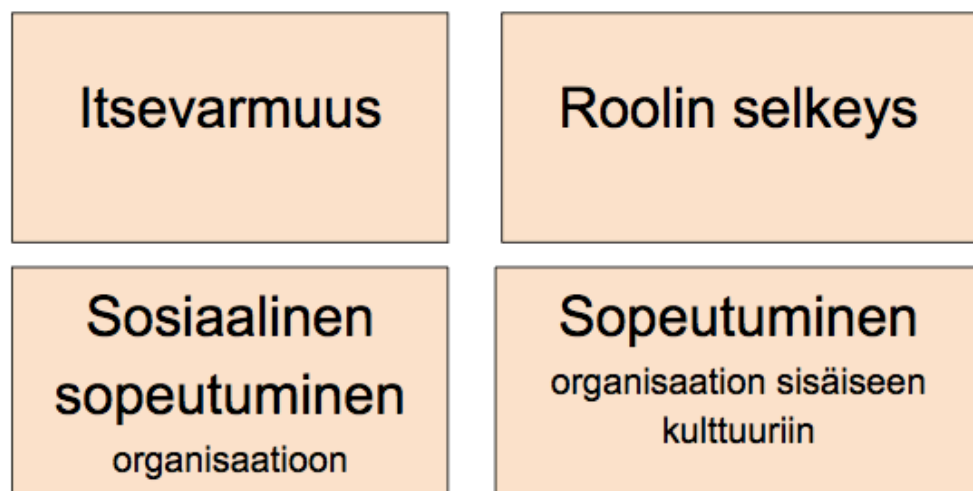 Itsevarmuus
Roolin selkeys
Sosiaalinen
sopeutuminen
organisaatioon
Sopeutuminen
organisaation sisäiseen
kulttuuriin